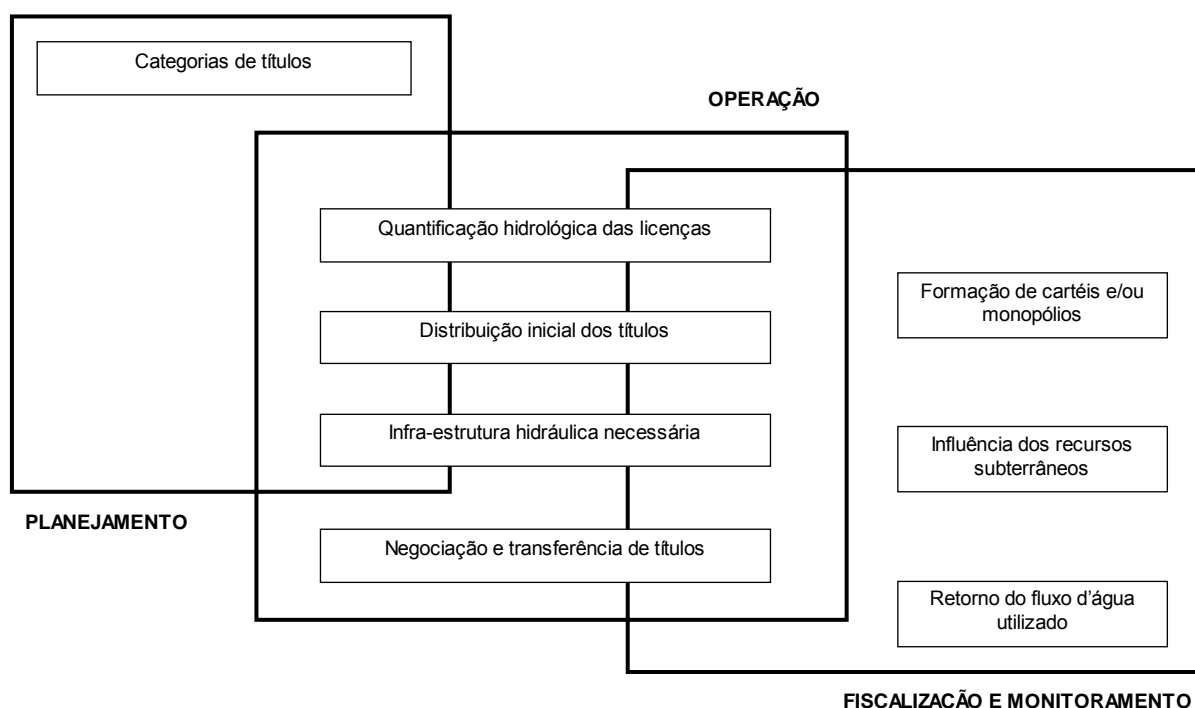 Categorias de títulos
OPERAÇÃO
Quantificação hidrológica das licenças
Formação de cartéis e/ou
monopólios
Distribuição inicial dos títulos
Infra-estrutura hidráulica necessária
Influência dos recursos
subterrâneos
PLANEJAMENTO
Negociação e transferência de títulos
Retorno do fluxo d’água
utilizado
FISCALIZACÃO E MONITORAMENTO